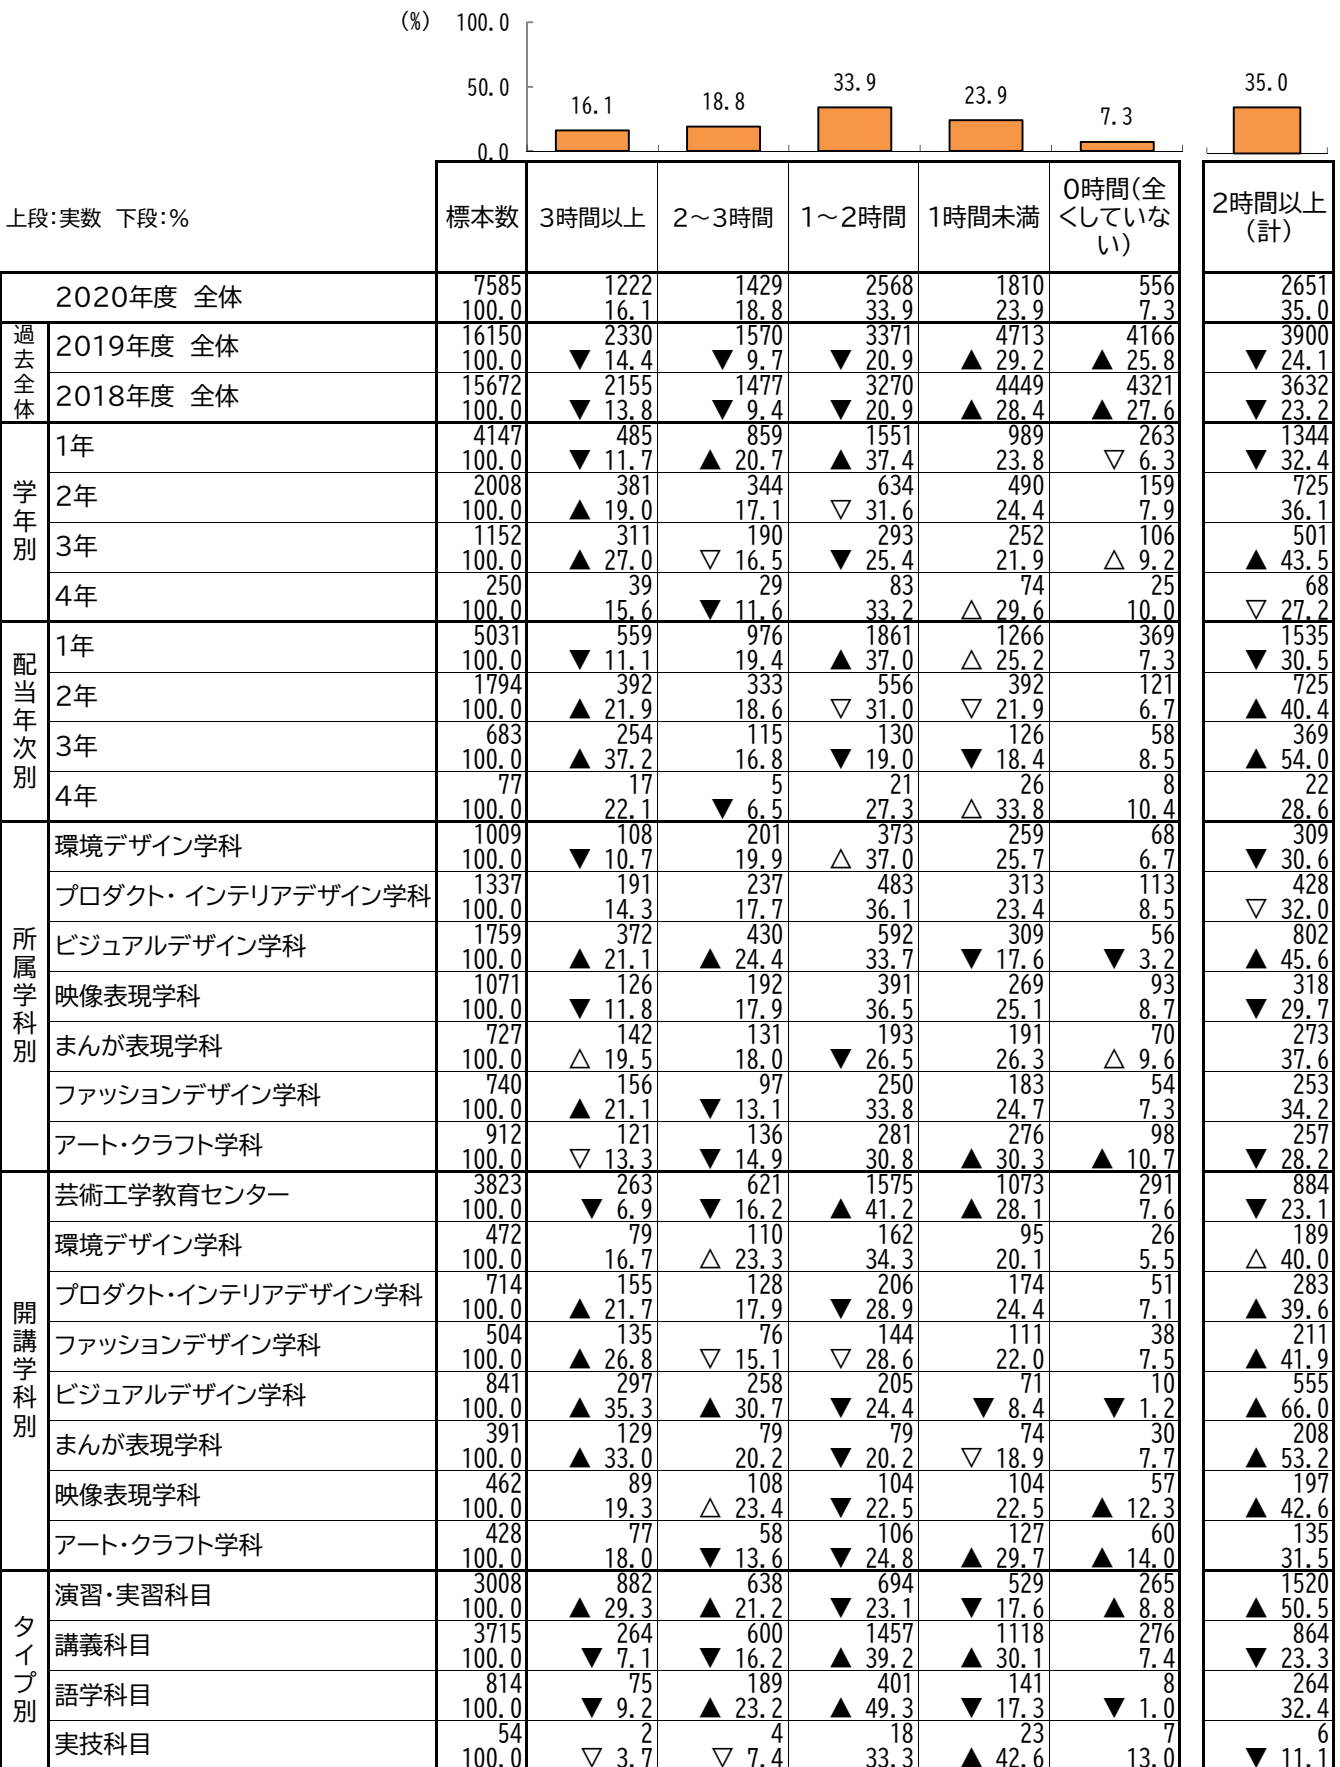 (%) 100.0
50.0
0.0
16.1 18.8 33.9 23.9 7.3 35.0
上段:実数 下段:% 標本数 3時間以上 2~3時間 1~2時間 1時間未満 0時間(全くしていない) 2時間以上(計)
2020年度 全体 7585 1222 1429 2568 1810 556 2651
100.0 16.1 18.8 33.9 23.9 7.3 35.0
過去全体
2019年度 全体 16150 2330 1570 3371 4713 4166 3900
100.0 ▼ 14.4 ▼ 9.7 ▼ 20.9 ▲ 29.2 ▲ 25.8 ▼ 24.1
2018年度 全体 15672 2155 1477 3270 4449 4321 3632
100.0 ▼ 13.8 ▼ 9.4 ▼ 20.9 ▲ 28.4 ▲ 27.6 ▼ 23.2
学年別
1年 4147 485 859 1551 989 263 1344
100.0 ▼ 11.7 ▲ 20.7 ▲ 37.4 23.8 ▽ 6.3 ▼ 32.4
2年 2008 381 344 634 490 159 725
100.0 ▲ 19.0 17.1 ▽ 31.6 24.4 7.9 36.1
3年 1152 311 190 293 252 106 501
100.0 ▲ 27.0 ▽ 16.5 ▼ 25.4 21.9 △ 9.2 ▲ 43.5
4年 250 39 29 83 74 25 68
100.0 15.6 ▼ 11.6 33.2 △ 29.6 10.0 ▽ 27.2
配当年次別
1年 5031 559 976 1861 1266 369 1535
100.0 ▼ 11.1 19.4 ▲ 37.0 △ 25.2 7.3 ▼ 30.5
2年 1794 392 333 556 392 121 725
100.0 ▲ 21.9 18.6 ▽ 31.0 ▽ 21.9 6.7 ▲ 40.4
3年 683 254 115 130 126 58 369
100.0 ▲ 37.2 16.8 ▼ 19.0 ▼ 18.4 8.5 ▲ 54.0
4年 77 17 5 21 26 8 22
100.0 22.1 ▼ 6.5 27.3 △ 33.8 10.4 28.6
所属学科別
環境デザイン学科 1009 108 201 373 259 68 309
100.0 ▼ 10.7 19.9 △ 37.0 25.7 6.7 ▼ 30.6
プロダクト・インテリアデザイン学科 1337 191 237 483 313 113 428
100.0 14.3 17.7 36.1 23.4 8.5 ▽ 32.0
ビジュアルデザイン学科 1759 372 430 592 309 56 802
100.0 ▲ 21.1 ▲ 24.4 33.7 ▼ 17.6 ▼ 3.2 ▲ 45.6
映像表現学科 1071 126 192 391 269 93 318
100.0 ▼ 11.8 17.9 36.5 25.1 8.7 ▼ 29.7
まんが表現学科 727 142 131 193 191 70 273
100.0 △ 19.5 18.0 ▼ 26.5 26.3 △ 9.6 37.6
ファッションデザイン学科 740 156 97 250 183 54 253
100.0 ▲ 21.1 ▼ 13.1 33.8 24.7 7.3 34.2
アート・クラフト学科 912 121 136 281 276 98 257
100.0 ▽ 13.3 ▼ 14.9 30.8 ▲ 30.3 ▲ 10.7 ▼ 28.2
開講学科別
芸術工学教育センター 3823 263 621 1575 1073 291 884
100.0 ▼ 6.9 ▼ 16.2 ▲ 41.2 ▲ 28.1 7.6 ▼ 23.1
環境デザイン学科 472 79 110 162 95 26 189
100.0 16.7 △ 23.3 34.3 20.1 5.5 △ 40.0
プロダクト・インテリアデザイン学科 714 155 128 206 174 51 283
100.0 ▲ 21.7 17.9 ▼ 28.9 24.4 7.1 ▲ 39.6
ファッションデザイン学科 504 135 76 144 111 38 211
100.0 ▲ 26.8 ▽ 15.1 ▽ 28.6 22.0 7.5 ▲ 41.9
ビジュアルデザイン学科 841 297 258 205 71 10 555
100.0 ▲ 35.3 ▲ 30.7 ▼ 24.4 ▼ 8.4 ▼ 1.2 ▲ 66.0
まんが表現学科 391 129 79 79 74 30 208
100.0 ▲ 33.0 20.2 ▼ 20.2 ▽ 18.9 7.7 ▲ 53.2
映像表現学科 462 89 108 104 104 57 197
100.0 19.3 △ 23.4 ▼ 22.5 22.5 ▲ 12.3 ▲ 42.6
アート・クラフト学科 428 77 58 106 127 60 135
100.0 18.0 ▼ 13.6 ▼ 24.8 ▲ 29.7 ▲ 14.0 31.5
タイプ別
演習・実習科目 3008 882 638 694 529 265 1520
100.0 ▲ 29.3 ▲ 21.2 ▼ 23.1 ▼ 17.6 ▲ 8.8 ▲ 50.5
講義科目 3715 264 600 1457 1118 276 864
100.0 ▼ 7.1 ▼ 16.2 ▲ 39.2 ▲ 30.1 7.4 ▼ 23.3
語学科目 814 75 189 401 141 8 264
100.0 ▼ 9.2 ▲ 23.2 ▲ 49.3 ▼ 17.3 ▼ 1.0 32.4
実技科目 54 2 4 18 23 7 6
100.0 ▽ 3.7 ▽ 7.4 33.3 ▲ 42.6 13.0 ▼ 11.1